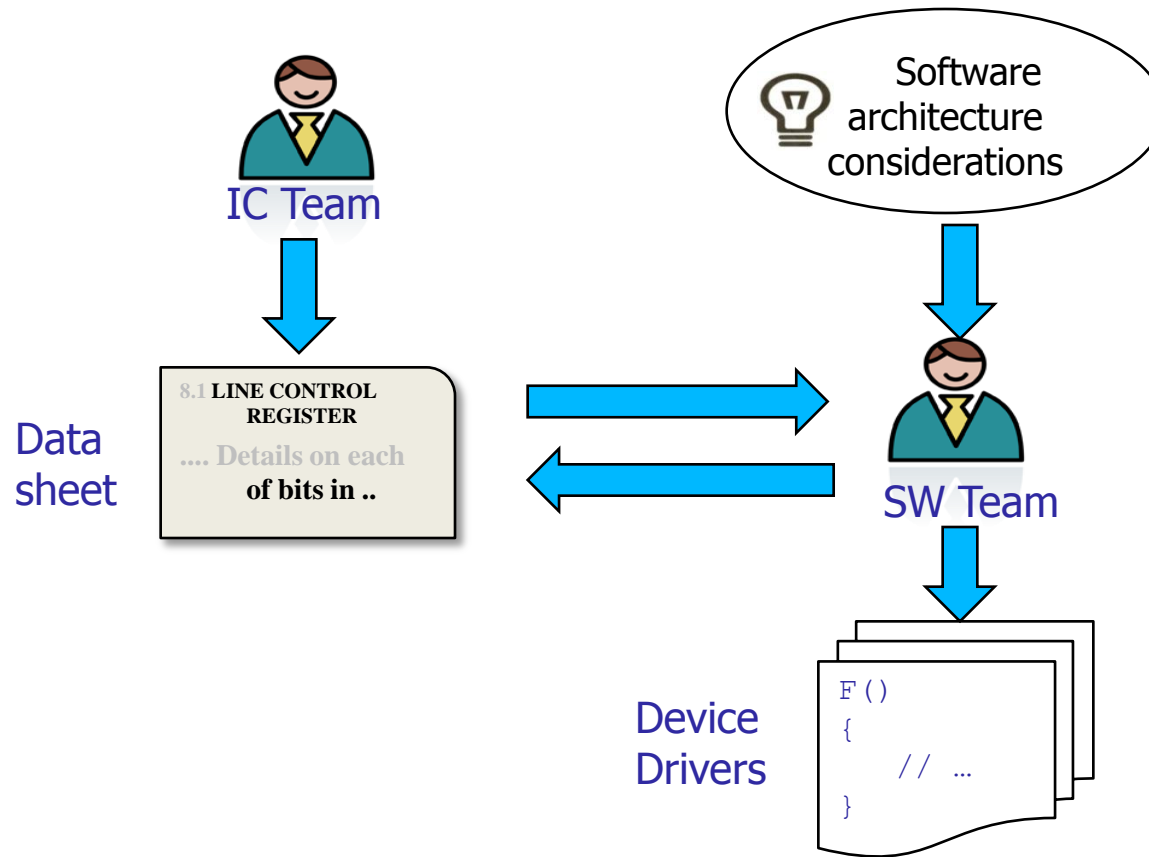 IC Team
Software
architecture
considerations
Data
sheet
8.1 LINE CONTROL
REGISTER
.... Details on each
of bits in ..
SW Team
Device
Drivers
F()
{
// …
}